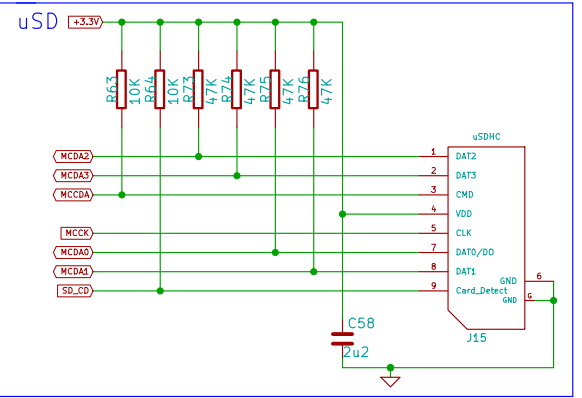 uSD
+3.3V
R63 10K
R64 10K
R73 47K
R74 47K
R75 47K
R76 47K
uSDHC
MCDA2 1 DAT2
MCDA3 2 DAT3
MCCDA 3 CMD
4 VDD
MCCK 5 CLK
MCDA0 7 DAT0/DO
MCDA1 8 DAT1
SD_CD 9 Card_Detect
GND 6
GND G
J15
C58
2u2